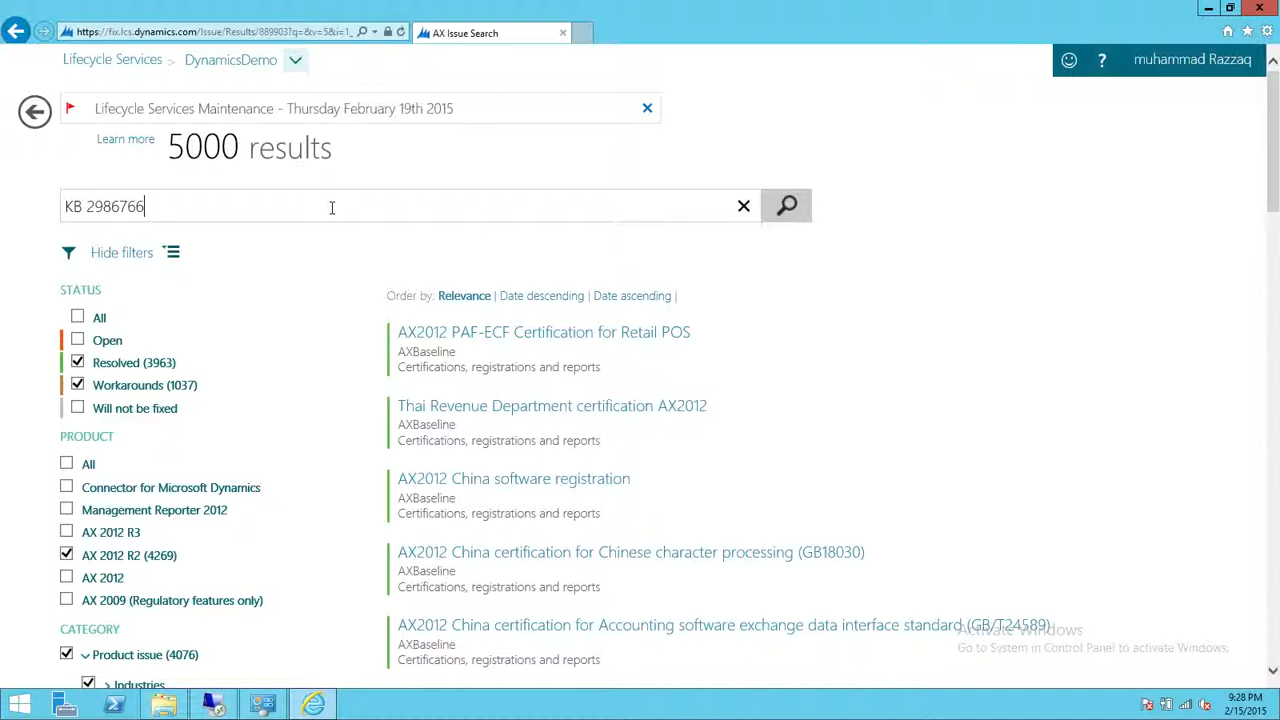 https://fix.lcs.dynamics.com/Issue/Results/889903?q=&v=5&i=1_
AX Issue Search
Lifecycle Services > DynamicsDemo
? muhammad Razzaq
Lifecycle Services Maintenance - Thursday February 19th 2015
Learn more
5000 results
KB 2986766
Hide filters
STATUS
All
Open
Resolved (3963)
Workarounds (1037)
Will not be fixed
PRODUCT
All
Connector for Microsoft Dynamics
Management Reporter 2012
AX 2012 R3
AX 2012 R2 (4269)
AX 2012
AX 2009 (Regulatory features only)
CATEGORY
Product issue (4076)
> Industries
Order by: Relevance | Date descending | Date ascending |
AX2012 PAF-ECF Certification for Retail POS
AXBaseline
Certifications, registrations and reports
Thai Revenue Department certification AX2012
AXBaseline
Certifications, registrations and reports
AX2012 China software registration
AXBaseline
Certifications, registrations and reports
AX2012 China certification for Chinese character processing (GB18030)
AXBaseline
Certifications, registrations and reports
AX2012 China certification for Accounting software exchange data interface standard (GB/T24589)
AXBaseline
Certifications, registrations and reports
Activate Windows
Go to System in Control Panel to activate Windows.
9:28 PM
2/15/2015